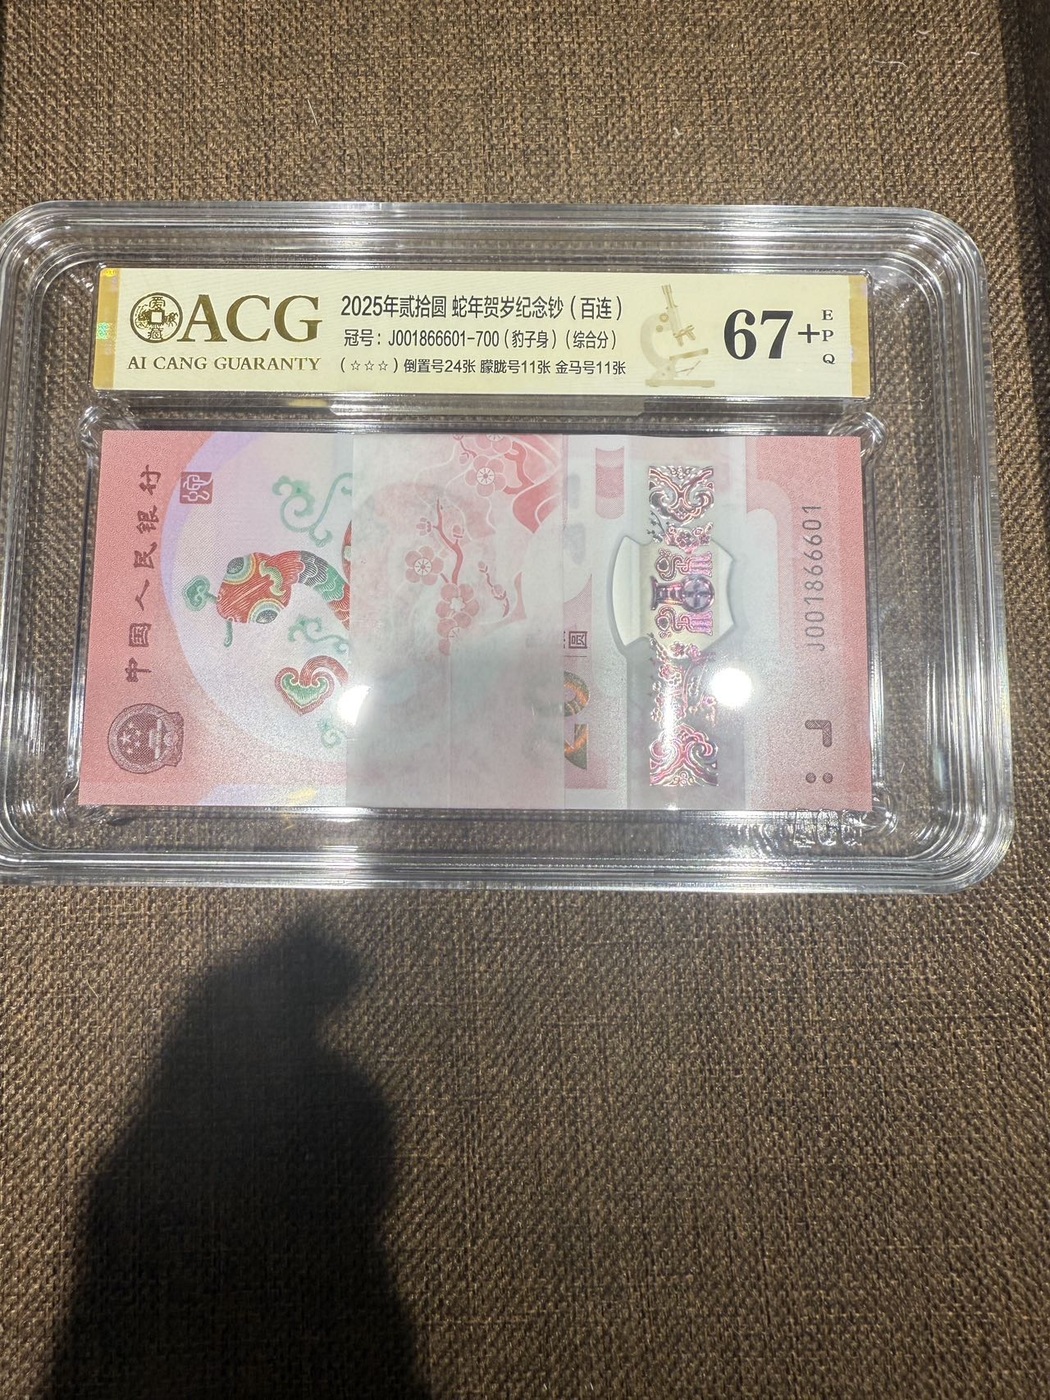 ACG
AI CANG GUARANTY
2025年贰拾圆 蛇年贺岁纪念钞（百连）
冠号：J001866601-700（豹子身）（综合分）
（☆☆☆）倒置号24张 朦胧号11张 金马号11张
67+
EPQ
中国人民银行
圆
J001866601